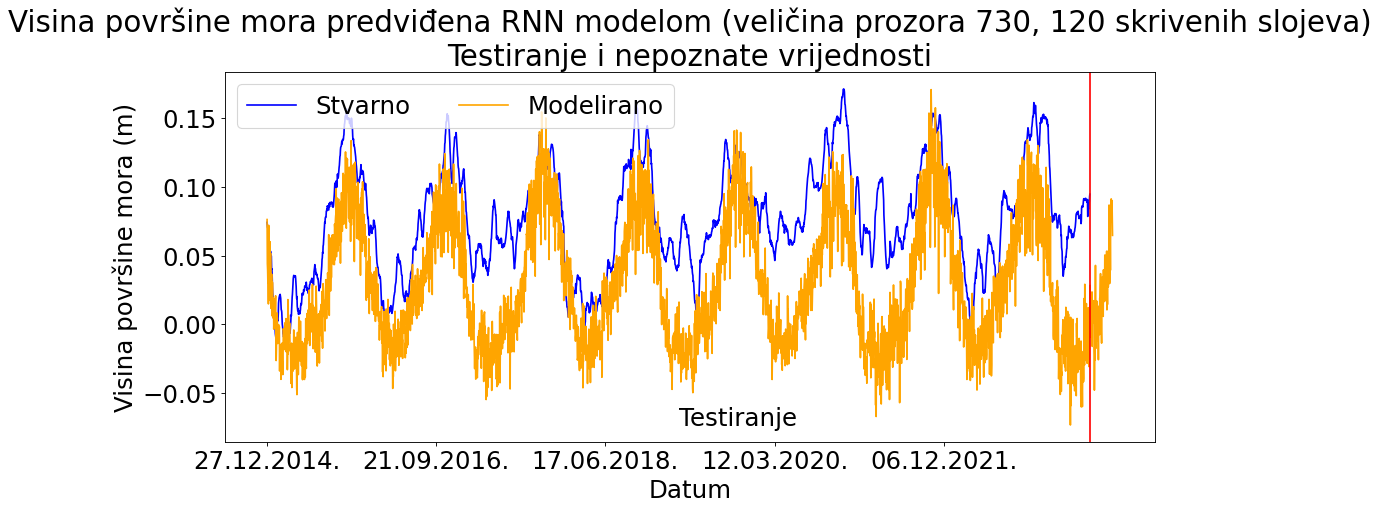 Visina površine mora predviđena RNN modelom (veličina prozora 730, 120 skrivenih slojeva)
Testiranje i nepoznate vrijednosti
Stvarno
Modelirano
Visina površine mora (m)
0.15
0.10
0.05
0.00
−0.05
Testiranje
27.12.2014.
21.09.2016.
17.06.2018.
12.03.2020.
06.12.2021.
Datum